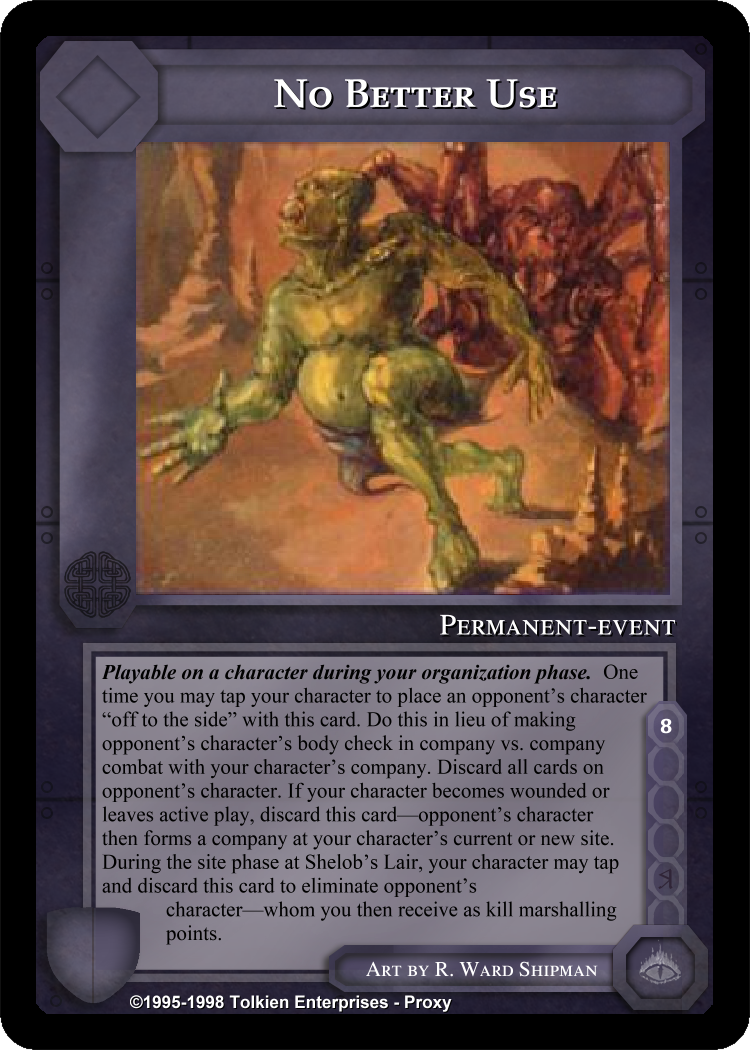 No Better Use
Permanent-event
Playable on a character during your organization phase. One
time you may tap your character to place an opponent’s character
“off to the side” with this card. Do this in lieu of making
opponent’s character’s body check in company vs. company
combat with your character’s company. Discard all cards on
opponent’s character. If your character becomes wounded or
leaves active play, discard this card—opponent’s character
then forms a company at your character’s current or new site.
During the site phase at Shelob’s Lair, your character may tap
and discard this card to eliminate opponent’s
character—whom you then receive as kill marshalling
points.
8
Art by R. Ward Shipman
©1995-1998 Tolkien Enterprises - Proxy